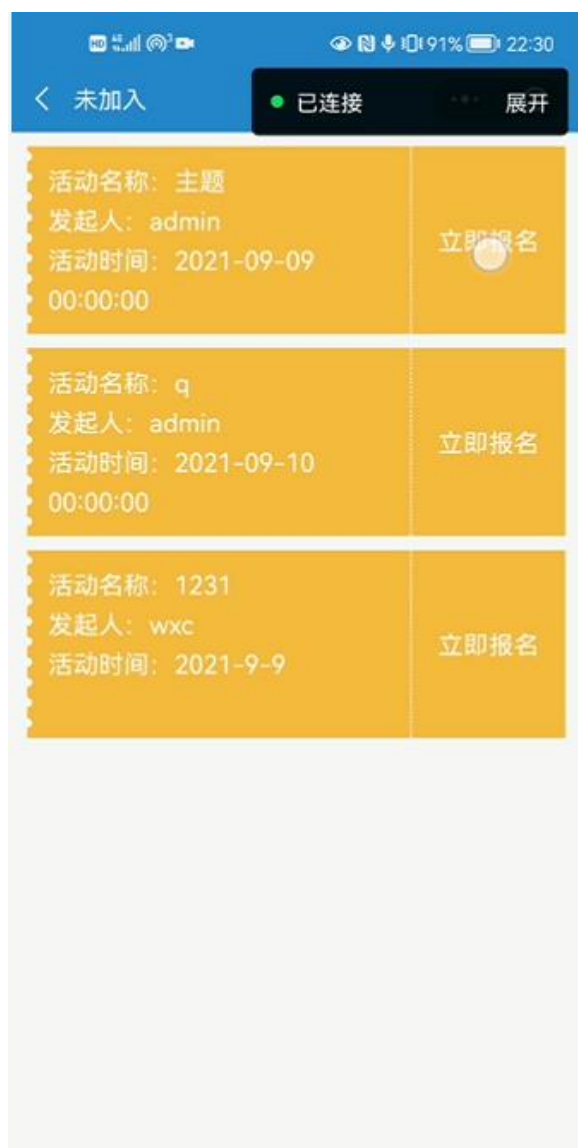 HD 91% 22:30
未加入
已连接 展开
活动名称：主题
发起人：admin
活动时间：2021-09-09
00:00:00
立即报名
活动名称：q
发起人：admin
活动时间：2021-09-10
00:00:00
立即报名
活动名称：1231
发起人：wxc
活动时间：2021-9-9
立即报名